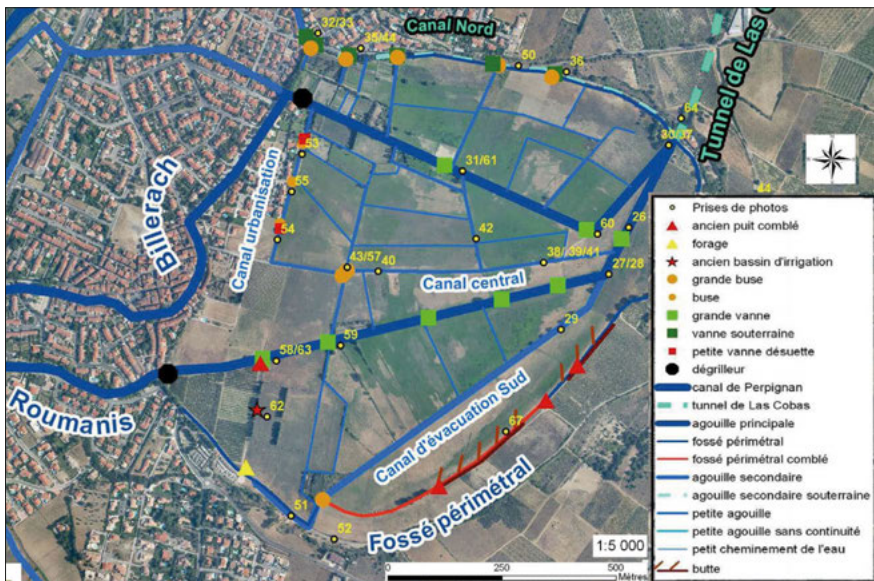 32/33
35/44
Canal Nord
50
36
Tunnel de Las
64
30/37
44
53
31/61
55
Canal urbanisation
54
Billerach
42
60
26
43/57
40
38/
39/41
27/28
Canal central
29
59
58/63
Roumanis
62
Canal d'évacuation Sud
67
51
52
Fossé périmétral
1:5 000
0
250
500
Mètres
Prises de photos
ancien puit comblé
forage
ancien bassin d'irrigation
grande buse
buse
grande vanne
vanne souterraine
petite vanne désuette
dégrilleur
canal de Perpignan
tunnel de Las Cobas
agouille principale
fossé périmétral
fossé périmétral comblé
agouille secondaire
agouille secondaire souterraine
petite agouille
petite agouille sans continuité
petit cheminement de l'eau
butte